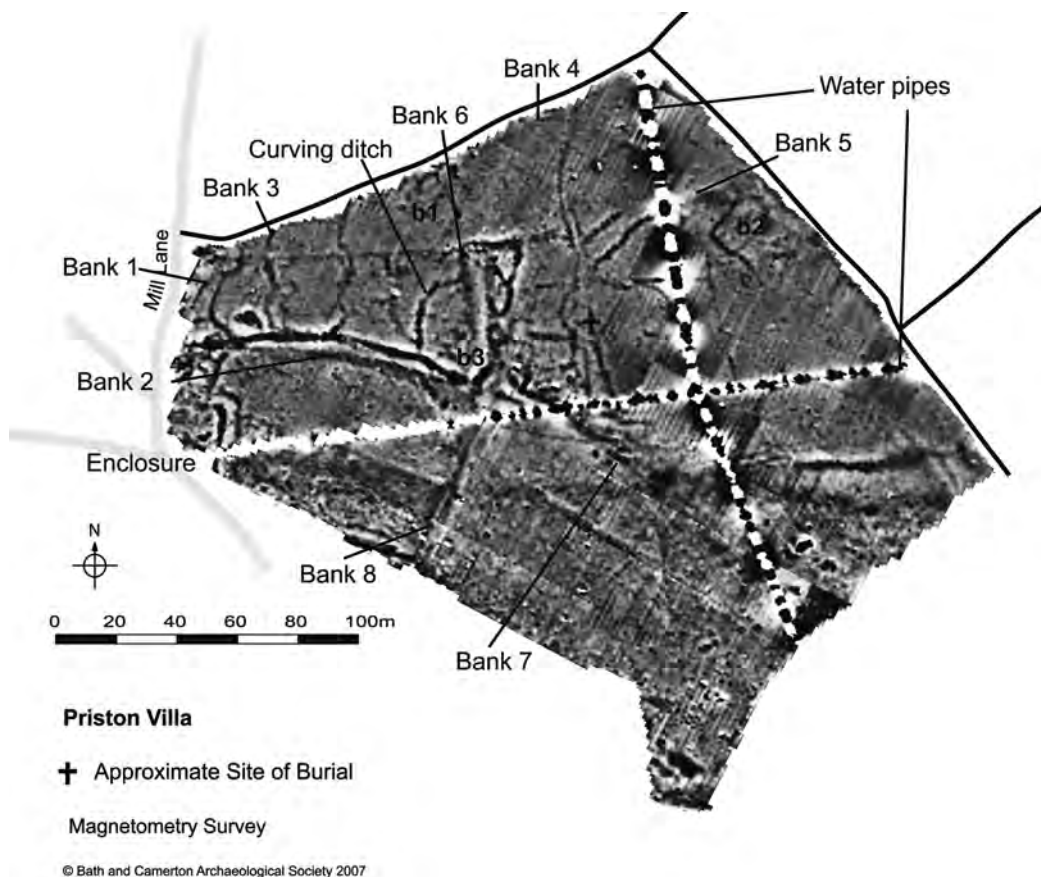 Bank 4
Water pipes
Bank 6
Bank 5
Curving ditch
Bank 3
b1
b2
Bank 1
Mill Lane
b3
Bank 2
Enclosure
N
Bank 8
0 20 40 60 80 100m
Bank 7
Priston Villa
Approximate Site of Burial
Magnetometry Survey
© Bath and Camerton Archaeological Society 2007